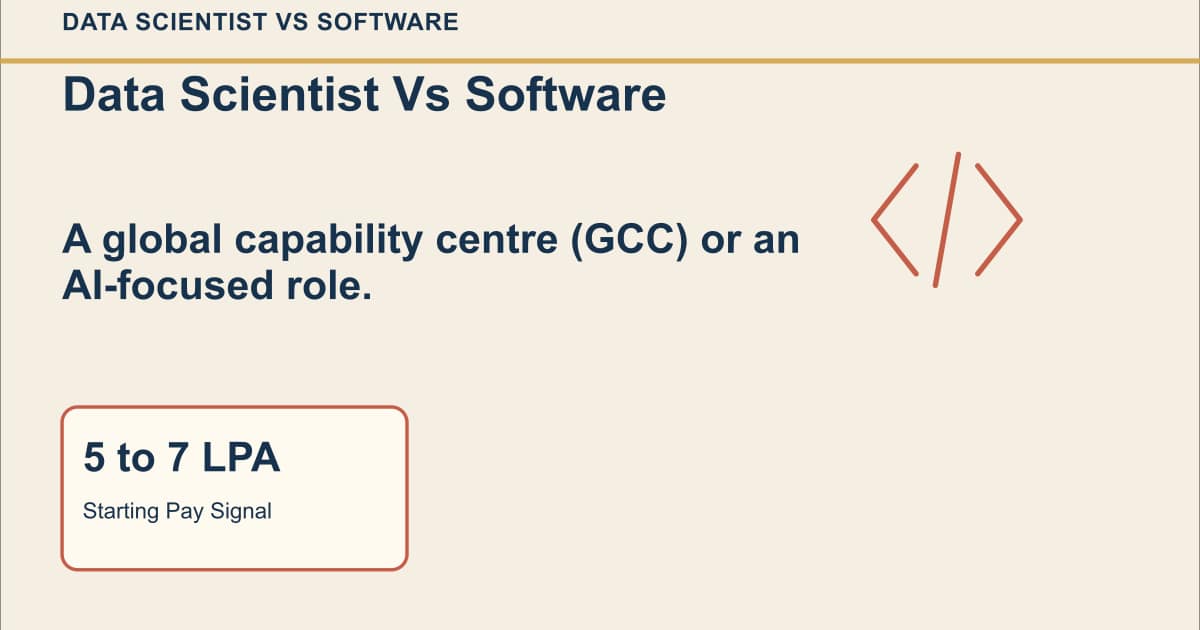 DATA SCIENTIST VS SOFTWARE
Data Scientist Vs Software
A global capability centre (GCC) or an
AI-focused role.
5 to 7 LPA
Starting Pay Signal